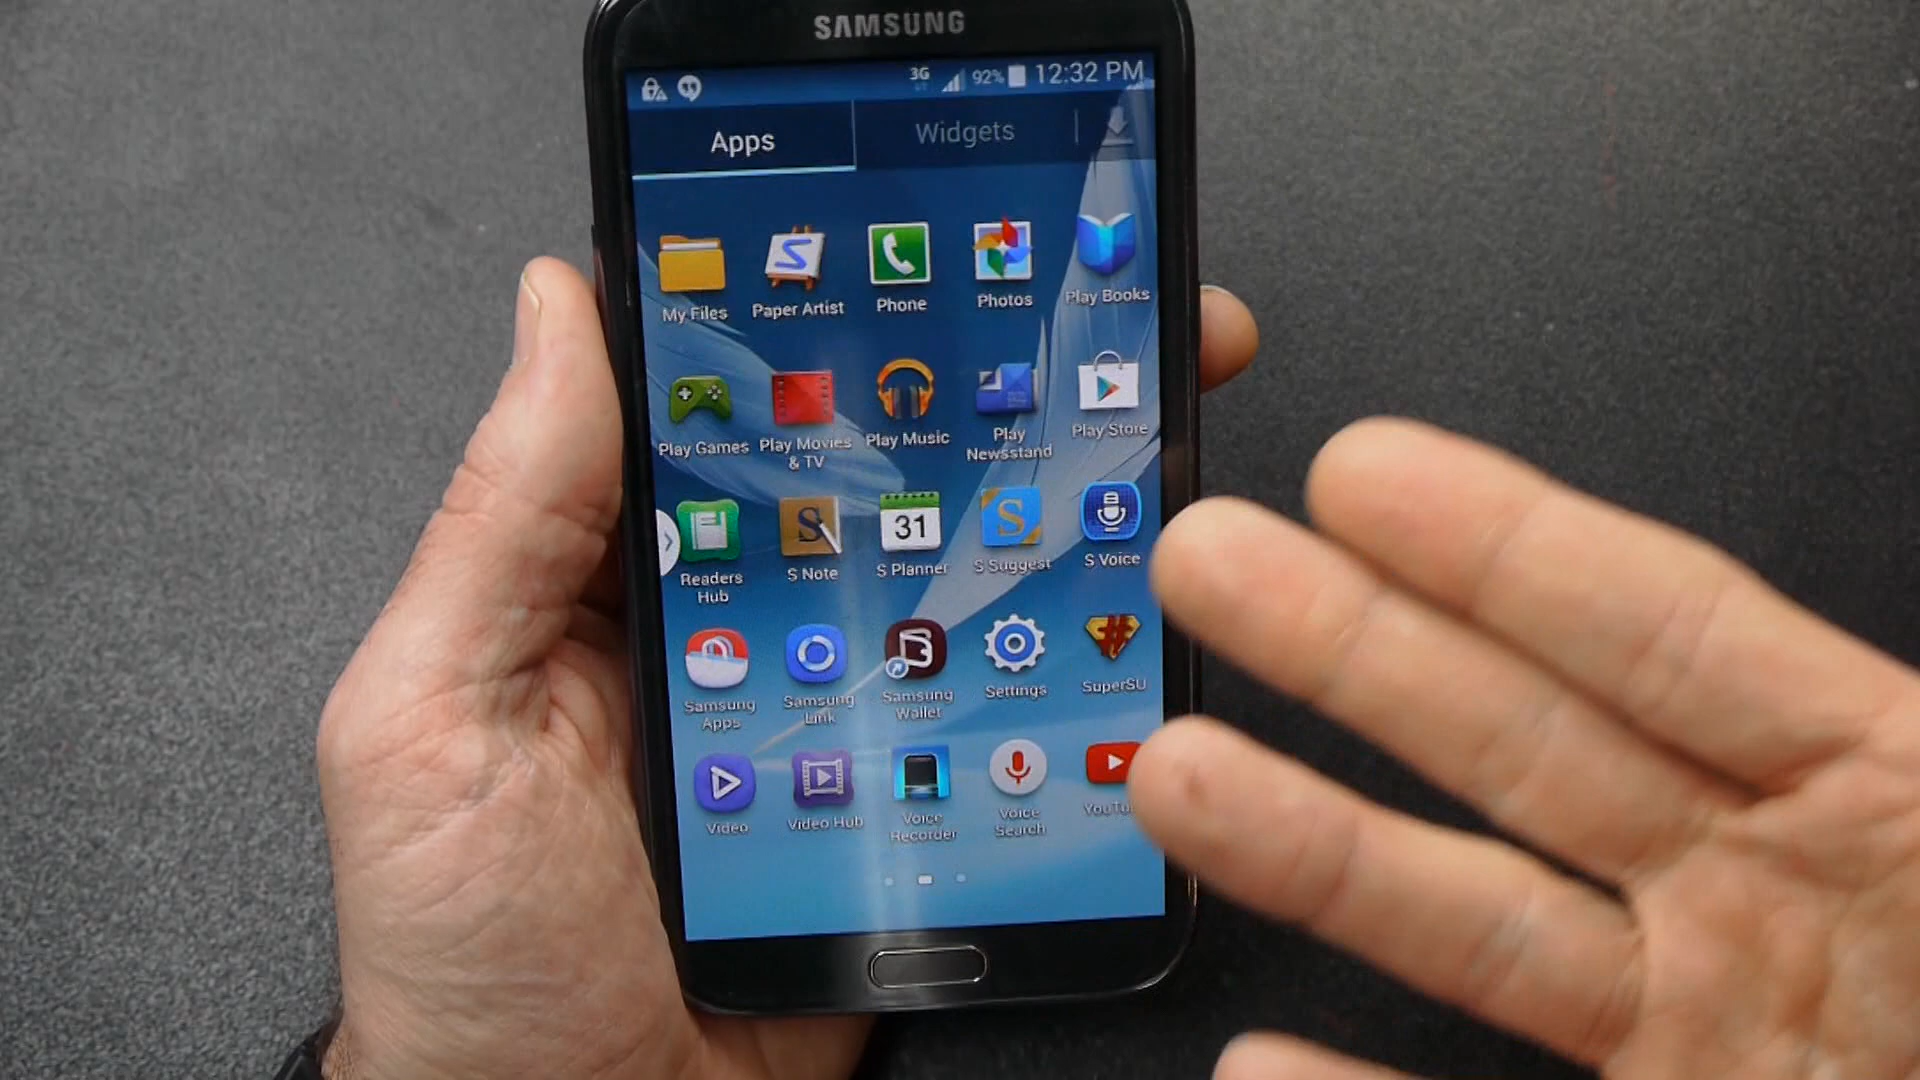 SAMSUNG
3G 92% 12:32 PM
Apps Widgets
My Files Paper Artist Phone Photos Play Books
Play Games Play Movies Play Music Play Play Store
& TV Newsstand
31
Readers S Note S Planner S Suggest S Voice
Hub
Samsung Samsung Samsung Settings SuperSU
Apps Link Wallet
Video Video Hub Voice Voice
Recorder Search